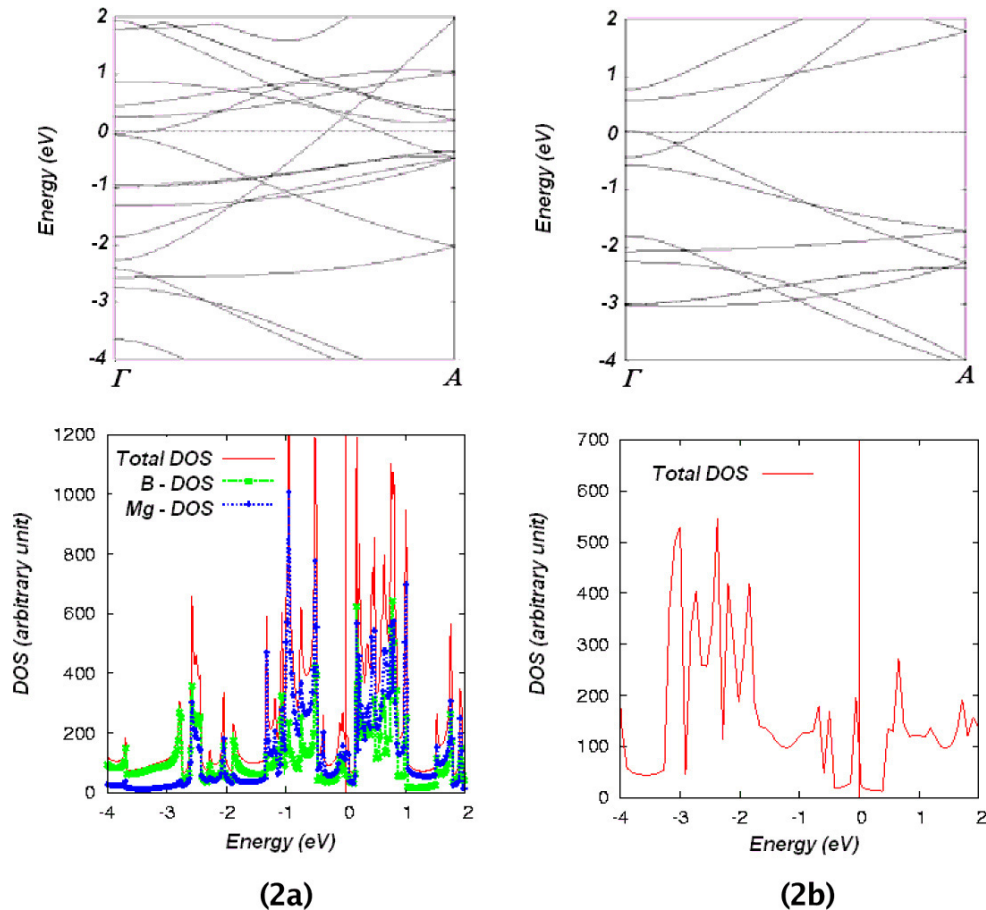 2
1
0
-1
-2
-3
-4
Energy (eV)
Γ
A
2
1
0
-1
-2
-3
-4
Energy (eV)
Γ
A
1200
1000
800
600
400
200
0
DOS (arbitrary unit)
Total DOS
B - DOS
Mg - DOS
-4 -3 -2 -1 0 1 2
Energy (eV)
700
600
500
400
300
200
100
0
DOS (arbitrary unit)
Total DOS
-4 -3 -2 -1 0 1 2
Energy (eV)
(2a)
(2b)